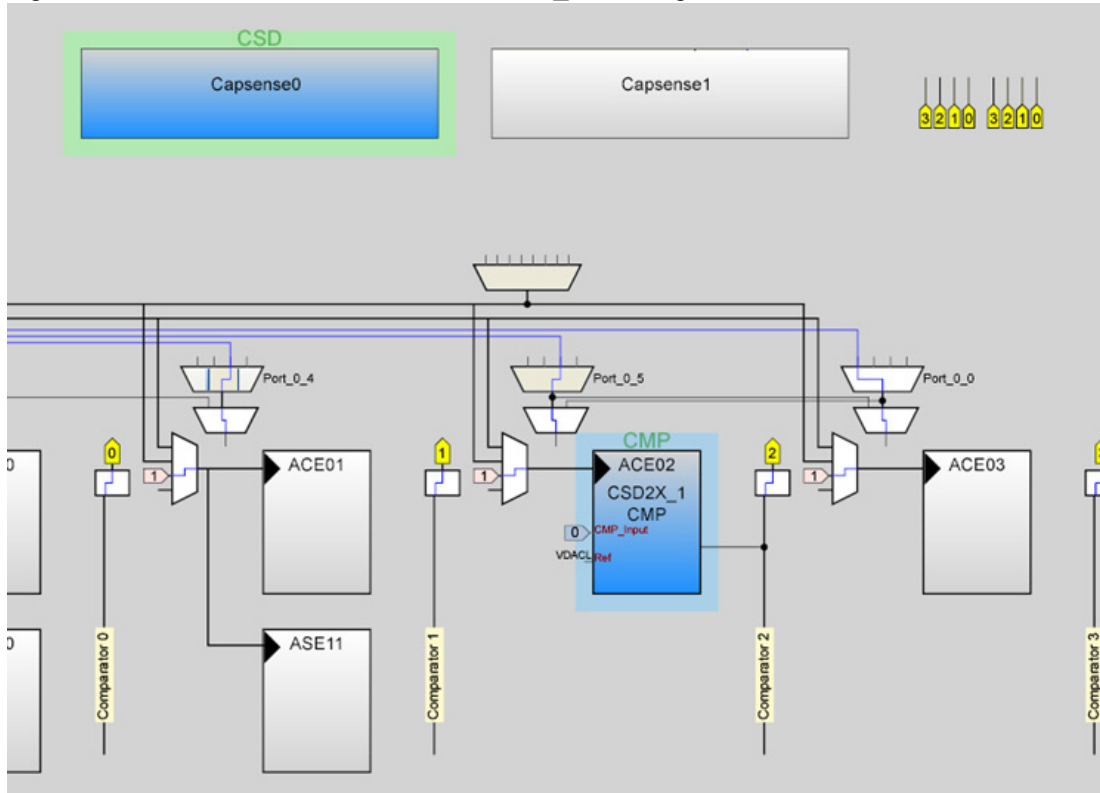 CSD
Capsense0
Capsense1
3 2 1 0 3 2 1 0
Port_0_4
Port_0_5
Port_0_0
0
1
2
CMP
0
1
ACE01
1
ACE02
1
ACE03
CSD2X_1
CMP
0
CMP_Input
VDACL
Ref
0
ASE11
Comparator 0
Comparator 1
Comparator 2
Comparator 3